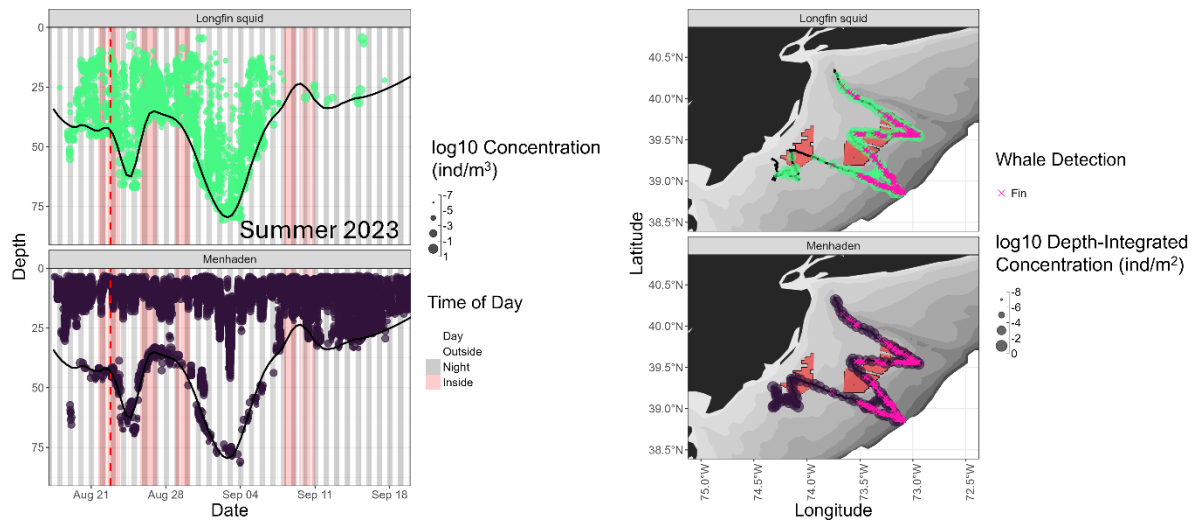 Longfin squid
0
25
50
75
Summer 2023
Menhaden
0
25
50
75
Aug 21
Aug 28
Sep 04
Sep 11
Sep 18
Date
Depth
log10 Concentration
(ind/m³)
-7
-5
-3
-1
1
Time of Day
Day
Outside
Night
Inside
Longfin squid
40.5°N
40.0°N
39.5°N
39.0°N
38.5°N
Menhaden
40.5°N
40.0°N
39.5°N
39.0°N
38.5°N
75.0°W
74.5°W
74.0°W
73.5°W
73.0°W
72.5°W
Longitude
Latitude
Whale Detection
Fin
log10 Depth-Integrated
Concentration (ind/m²)
-8
-6
-4
-2
0